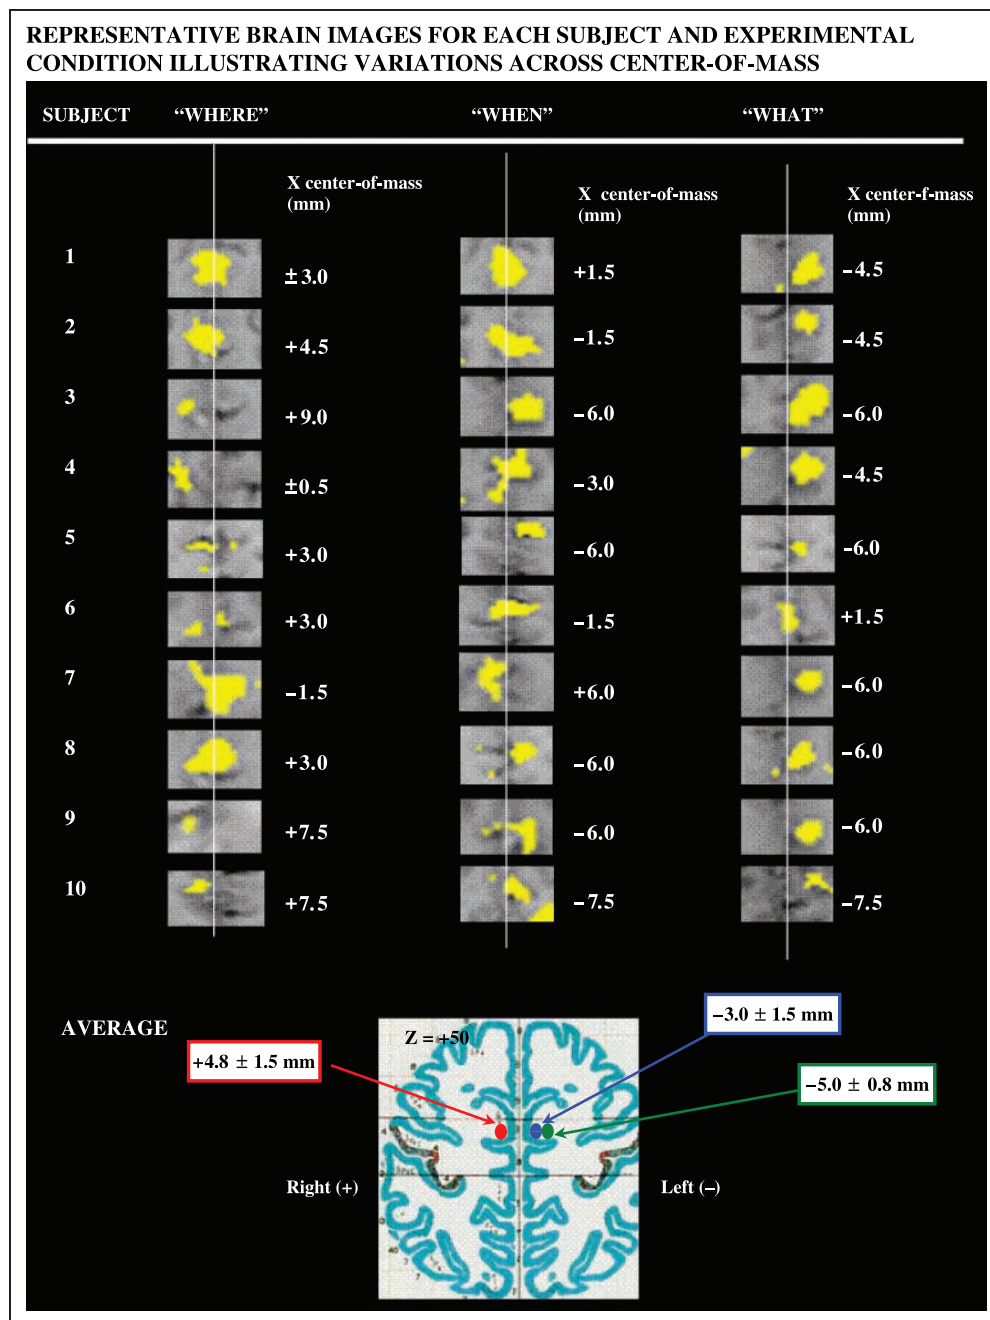 REPRESENTATIVE BRAIN IMAGES FOR EACH SUBJECT AND EXPERIMENTAL
CONDITION ILLUSTRATING VARIATIONS ACROSS CENTER-OF-MASS
SUBJECT “WHERE” “WHEN” “WHAT”
X center-of-mass (mm) X center-of-mass (mm) X center-f-mass (mm)
1 ±3.0 +1.5 −4.5
2 +4.5 −1.5 −4.5
3 +9.0 −6.0 −6.0
4 ±0.5 −3.0 −4.5
5 +3.0 −6.0 -6.0
6 +3.0 −1.5 +1.5
7 −1.5 +6.0 −6.0
8 +3.0 −6.0 −6.0
9 +7.5 −6.0 −6.0
10 +7.5 −7.5 −7.5
AVERAGE
Z = +50
−3.0 ± 1.5 mm
+4.8 ± 1.5 mm
−5.0 ± 0.8 mm
Right (+) Left (−)